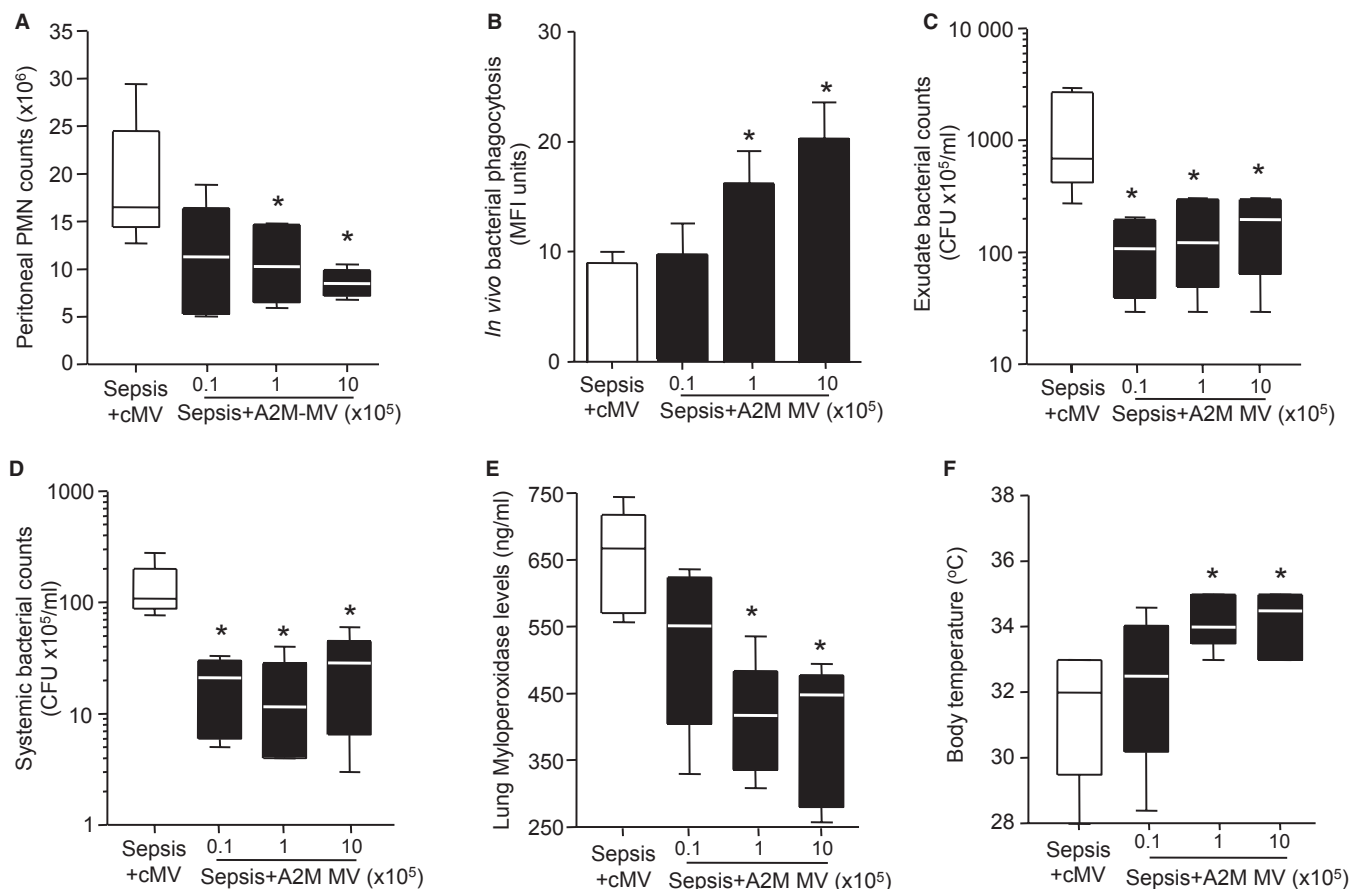 A
Peritoneal PMN counts (x10⁶)
35
30
25
20
15
10
5
0
*
*
Sepsis
+cMV
0.1 1 10
Sepsis+A2M-MV (x10⁵)
B
In vivo bacterial phagocytosis
(MFI units)
30
20
10
0
*
*
Sepsis
+cMV
0.1 1 10
Sepsis+A2M MV (x10⁵)
C
Exudate bacterial counts
(CFU x10⁵/ml)
10 000
1000
100
10
*
*
*
Sepsis
+cMV
0.1 1 10
Sepsis+A2M MV (x10⁵)
D
Systemic bacterial counts
(CFU x10⁵/ml)
1000
100
10
1
*
*
*
Sepsis
+cMV
0.1 1 10
Sepsis+A2M MV (x10⁵)
E
Lung Myloperoxidase levels (ng/ml)
750
650
550
450
350
250
*
*
Sepsis
+cMV
0.1 1 10
Sepsis+A2M MV (x10⁵)
F
Body temperature (ºC)
38
36
34
32
30
28
*
*
Sepsis
+cMV
0.1 1 10
Sepsis+A2M MV (x10⁵)